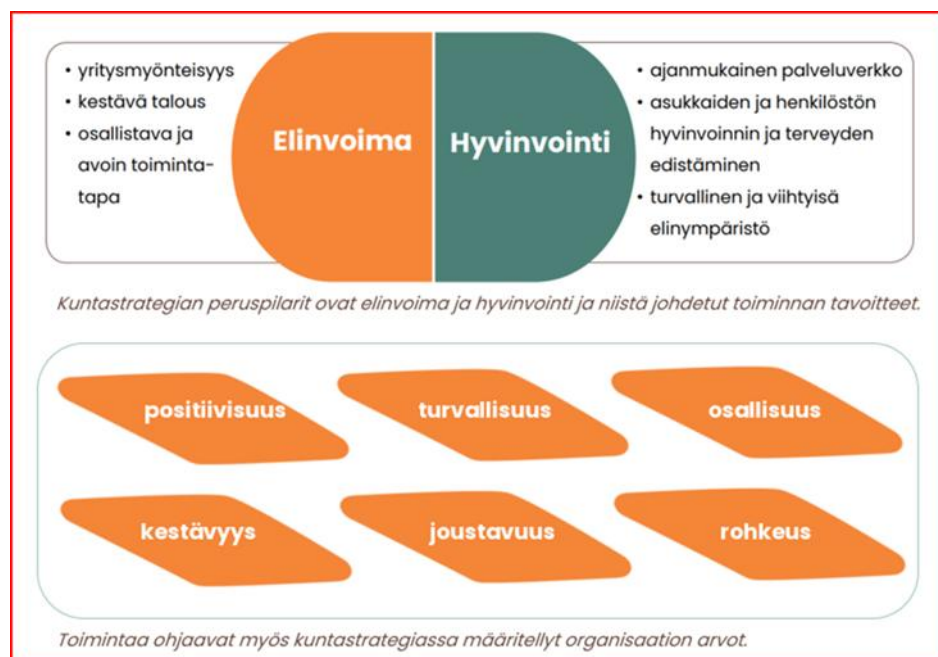 • yritysmyönteisyys
• kestävä talous
• osallistava ja
avoin toiminta-
tapa
Elinvoima
Hyvinvointi
• ajanmukainen palveluverkko
• asukkaiden ja henkilöstön
hyvinvoinnin ja terveyden
edistäminen
• turvallinen ja viihtyisä
elinympäristö
Kuntastrategian peruspilarit ovat elinvoima ja hyvinvointi ja niistä johdetut toiminnan tavoitteet.
positiivisuus
turvallisuus
osallisuus
kestävyys
joustavuus
rohkeus
Toimintaa ohjaavat myös kuntastrategiassa määritellyt organisaation arvot.